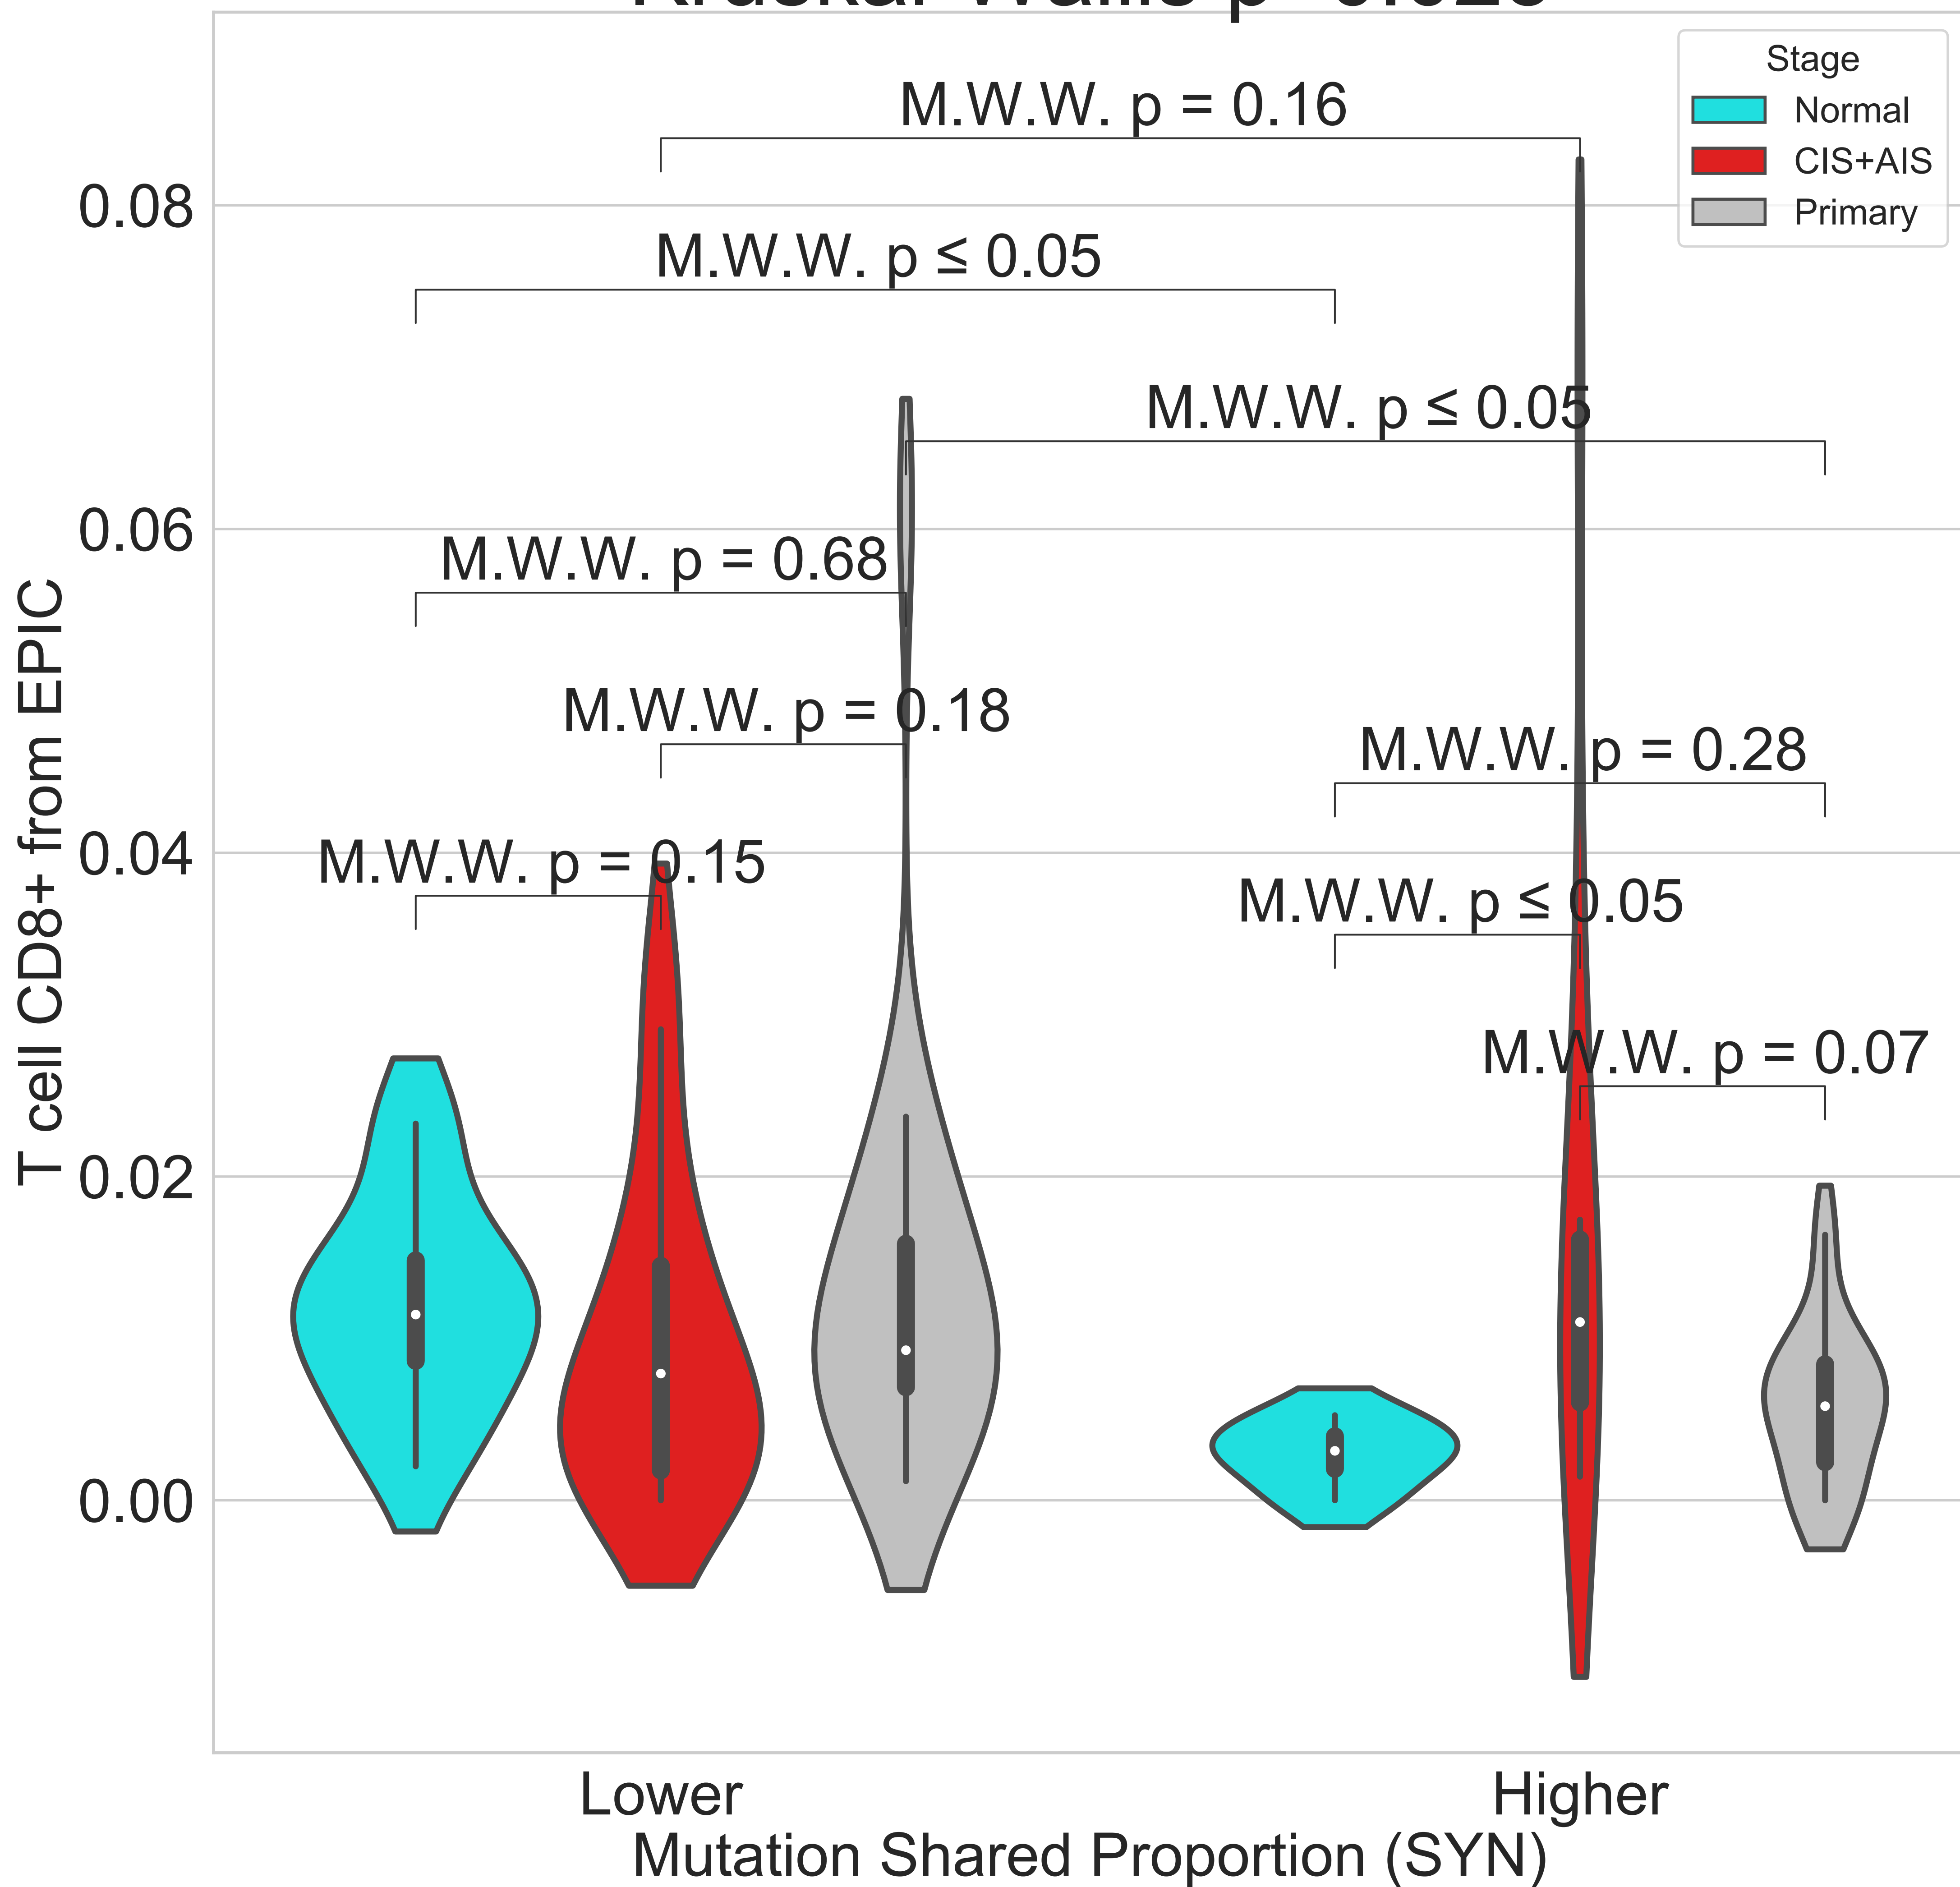 Stage
Normal
CIS+AIS
Primary
M.W.W. p = 0.16
0.08
M.W.W. p ≤ 0.05
M.W.W. p ≤ 0.05
0.06
M.W.W. p = 0.68
M.W.W. p = 0.18
M.W.W. p = 0.28
0.04
M.W.W. p = 0.15
M.W.W. p ≤ 0.05
M.W.W. p = 0.07
0.02
0.00
T cell CD8+ from EPIC
Lower
Higher
Mutation Shared Proportion (SYN)